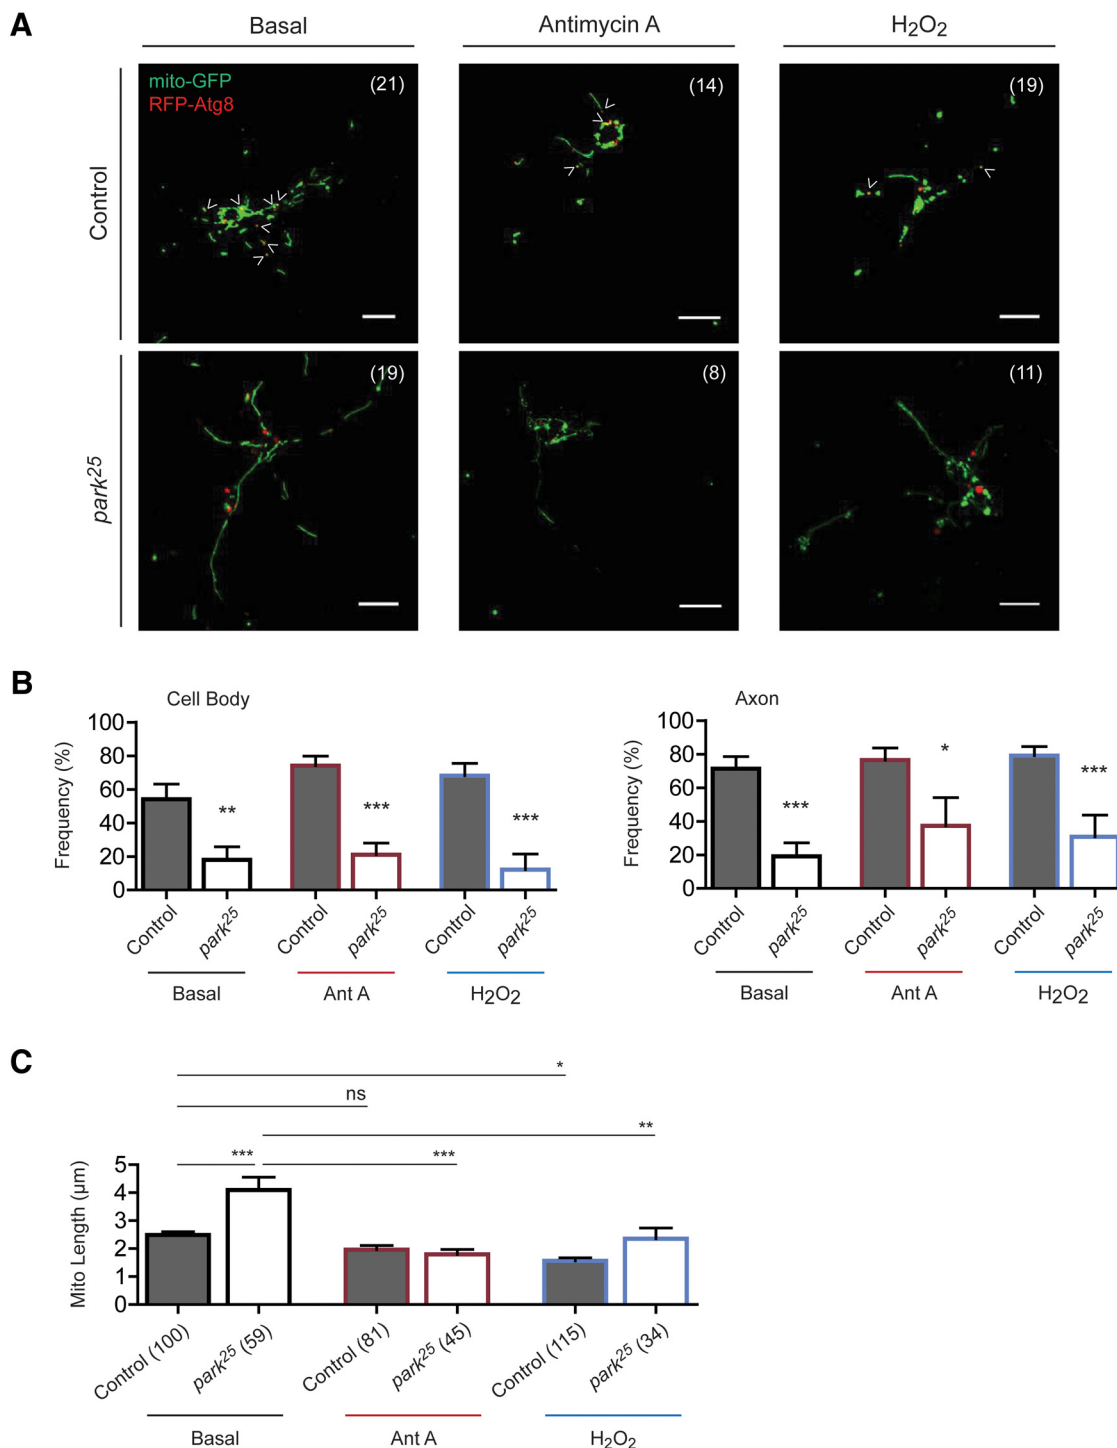 A
Basal
Antimycin A
H2O2
Control
mito-GFP
RFP-Atg8
(21)
(14)
(19)
park25
(19)
(8)
(11)
B
Cell Body
Frequency (%)
100
80
60
40
20
0
**
***
***
Control
park25
Control
park25
Control
park25
Basal
Ant A
H2O2
Axon
Frequency (%)
100
80
60
40
20
0
***
*
***
Control
park25
Control
park25
Control
park25
Basal
Ant A
H2O2
C
*
ns
**
***
***
Mito Length (µm)
5
4
3
2
1
0
Control (100)
park25 (59)
Control (81)
park25 (45)
Control (115)
park25 (34)
Basal
Ant A
H2O2